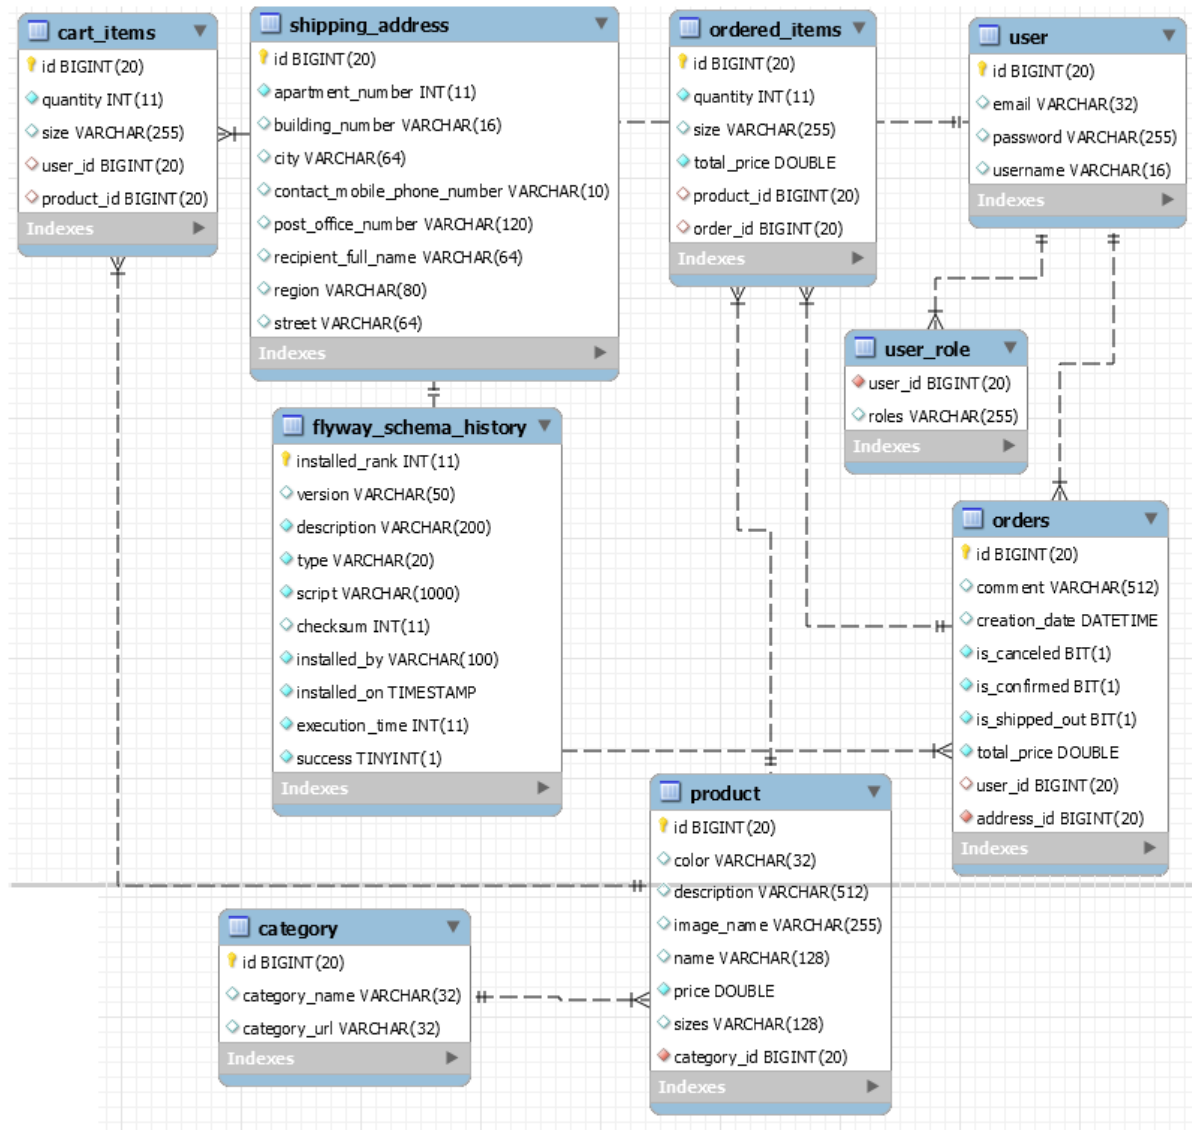 cart_items
id BIGINT(20)
quantity INT(11)
size VARCHAR(255)
user_id BIGINT(20)
product_id BIGINT(20)
Indexes
shipping_address
id BIGINT(20)
apartment_number INT(11)
building_number VARCHAR(16)
city VARCHAR(64)
contact_mobile_phone_number VARCHAR(10)
post_office_number VARCHAR(120)
recipient_full_name VARCHAR(64)
region VARCHAR(80)
street VARCHAR(64)
Indexes
ordered_items
id BIGINT(20)
quantity INT(11)
size VARCHAR(255)
total_price DOUBLE
product_id BIGINT(20)
order_id BIGINT(20)
Indexes
user
id BIGINT(20)
email VARCHAR(32)
password VARCHAR(255)
username VARCHAR(16)
Indexes
user_role
user_id BIGINT(20)
roles VARCHAR(255)
Indexes
flyway_schema_history
installed_rank INT(11)
version VARCHAR(50)
description VARCHAR(200)
type VARCHAR(20)
script VARCHAR(1000)
checksum INT(11)
installed_by VARCHAR(100)
installed_on TIMESTAMP
execution_time INT(11)
success TINYINT(1)
Indexes
orders
id BIGINT(20)
comment VARCHAR(512)
creation_date DATETIME
is_canceled BIT(1)
is_confirmed BIT(1)
is_shipped_out BIT(1)
total_price DOUBLE
user_id BIGINT(20)
address_id BIGINT(20)
Indexes
product
id BIGINT(20)
color VARCHAR(32)
description VARCHAR(512)
image_name VARCHAR(255)
name VARCHAR(128)
price DOUBLE
sizes VARCHAR(128)
category_id BIGINT(20)
Indexes
category
id BIGINT(20)
category_name VARCHAR(32)
category_url VARCHAR(32)
Indexes